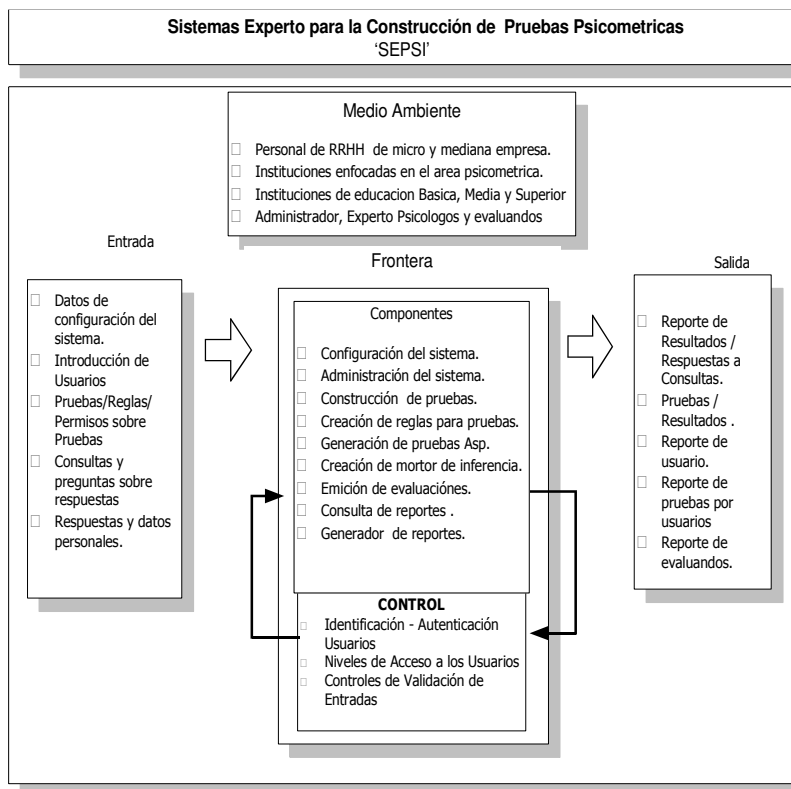 Sistemas Experto para la Construcción de Pruebas Psicometricas
‘SEPSI’
Medio Ambiente
Personal de RRHH de micro y mediana empresa.
Instituciones enfocadas en el area psicometrica.
Instituciones de educacion Basica, Media y Superior
Administrador, Experto Psicologos y evaluandos
Entrada
Datos de
configuración del
sistema.
Introducción de
Usuarios
Pruebas/Reglas/
Permisos sobre
Pruebas
Consultas y
preguntas sobre
respuestas
Respuestas y datos
personales.
Frontera
Componentes
Configuración del sistema.
Administración del sistema.
Construcción de pruebas.
Creación de reglas para pruebas.
Generación de pruebas Asp.
Creación de mortor de inferencia.
Emición de evaluaciónes.
Consulta de reportes .
Generador de reportes.
CONTROL
Identificación - Autenticación
Usuarios
Niveles de Acceso a los Usuarios
Controles de Validación de
Entradas
Salida
Reporte de
Resultados /
Respuestas a
Consultas.
Pruebas /
Resultados .
Reporte de
usuario.
Reporte de
pruebas por
usuarios
Reporte de
evaluandos.